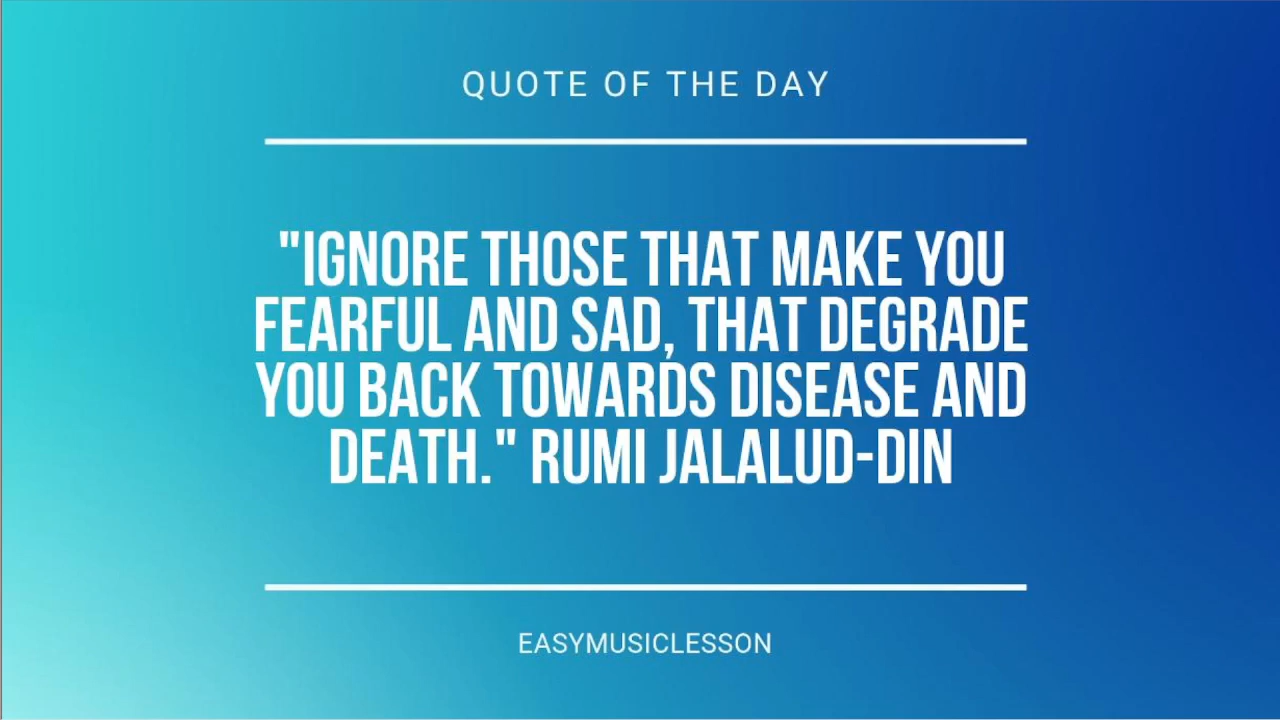 QUOTE OF THE DAY
"IGNORE THOSE THAT MAKE YOU
FEARFUL AND SAD, THAT DEGRADE
YOU BACK TOWARDS DISEASE AND
DEATH." RUMI JALALUD-DIN
EASYMUSICLESSON